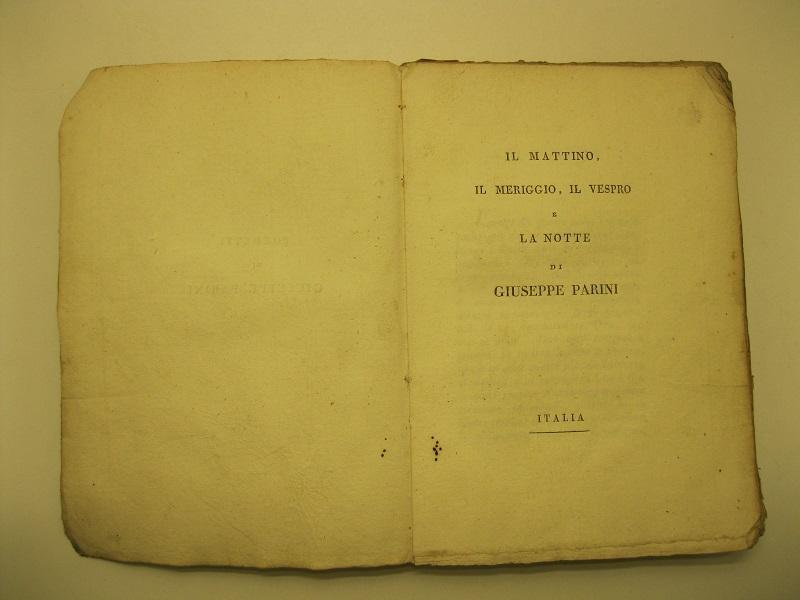 IL MATTINO,
IL MERIGGIO, IL VESPRO
E
LA NOTTE
DI
GIUSEPPE PARINI
ITALIA